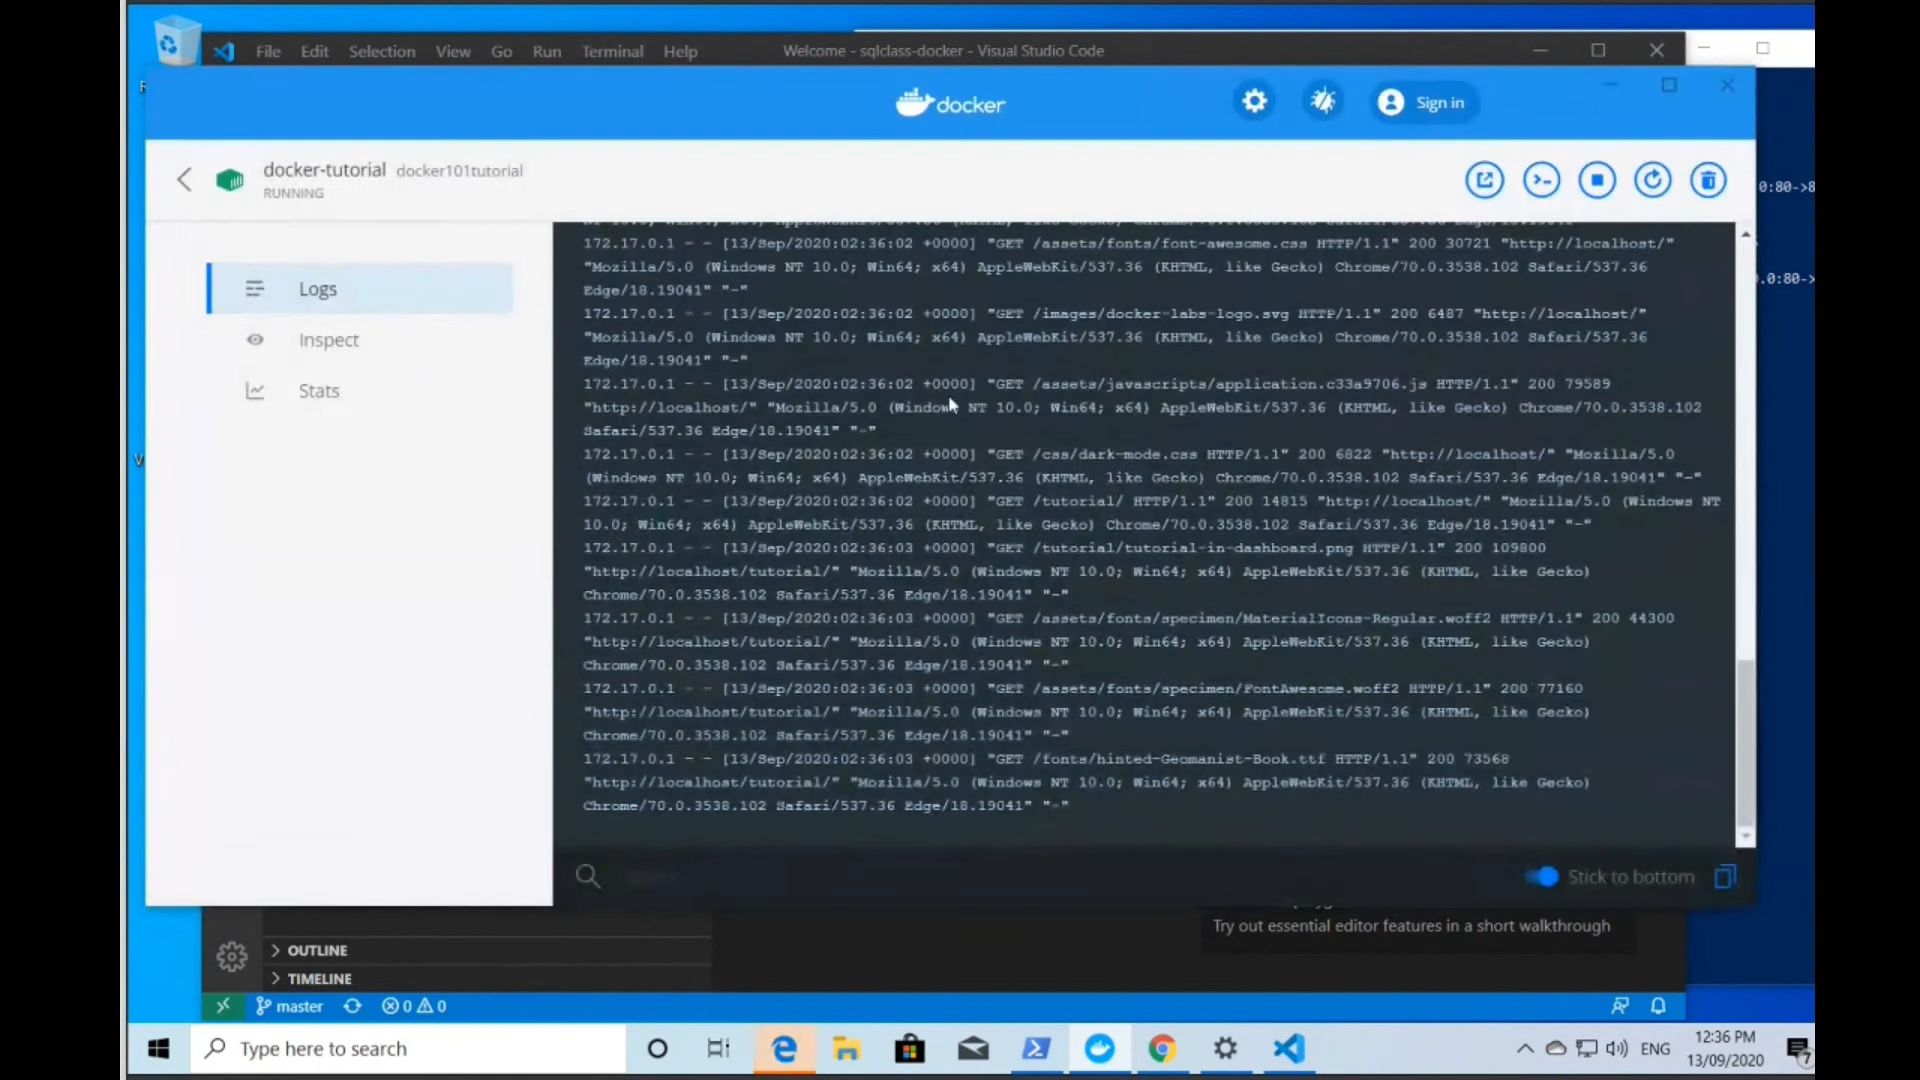 File Edit Selection View Go Run Terminal Help Welcome - sqlclass-docker - Visual Studio Code
docker
Sign in
docker-tutorial docker101tutorial
RUNNING
Logs
Inspect
Stats
172.17.0.1 - - [13/Sep/2020:02:36:02 +0000] "GET /assets/fonts/font-awesome.css HTTP/1.1" 200 30721 "http://localhost/"
"Mozilla/5.0 (Windows NT 10.0; Win64; x64) AppleWebKit/537.36 (KHTML, like Gecko) Chrome/70.0.3538.102 Safari/537.36
Edge/18.19041" "-"
172.17.0.1 - - [13/Sep/2020:02:36:02 +0000] "GET /images/docker-labs-logo.svg HTTP/1.1" 200 6487 "http://localhost/"
"Mozilla/5.0 (Windows NT 10.0; Win64; x64) AppleWebKit/537.36 (KHTML, like Gecko) Chrome/70.0.3538.102 Safari/537.36
Edge/18.19041" "-"
172.17.0.1 - - [13/Sep/2020:02:36:02 +0000] "GET /assets/javascripts/application.c33a9706.js HTTP/1.1" 200 79589
"http://localhost/" "Mozilla/5.0 (Windows NT 10.0; Win64; x64) AppleWebKit/537.36 (KHTML, like Gecko) Chrome/70.0.3538.102
Safari/537.36 Edge/18.19041" "-"
172.17.0.1 - - [13/Sep/2020:02:36:02 +0000] "GET /css/dark-mode.css HTTP/1.1" 200 6822 "http://localhost/" "Mozilla/5.0
(Windows NT 10.0; Win64; x64) AppleWebKit/537.36 (KHTML, like Gecko) Chrome/70.0.3538.102 Safari/537.36 Edge/18.19041" "-"
172.17.0.1 - - [13/Sep/2020:02:36:02 +0000] "GET /tutorial/ HTTP/1.1" 200 14815 "http://localhost/" "Mozilla/5.0 (Windows NT
10.0; Win64; x64) AppleWebKit/537.36 (KHTML, like Gecko) Chrome/70.0.3538.102 Safari/537.36 Edge/18.19041" "-"
172.17.0.1 - - [13/Sep/2020:02:36:03 +0000] "GET /tutorial/tutorial-in-dashboard.png HTTP/1.1" 200 109800
"http://localhost/tutorial/" "Mozilla/5.0 (Windows NT 10.0; Win64; x64) AppleWebKit/537.36 (KHTML, like Gecko)
Chrome/70.0.3538.102 Safari/537.36 Edge/18.19041" "-"
172.17.0.1 - - [13/Sep/2020:02:36:03 +0000] "GET /assets/fonts/specimen/MaterialIcons-Regular.woff2 HTTP/1.1" 200 44300
"http://localhost/tutorial/" "Mozilla/5.0 (Windows NT 10.0; Win64; x64) AppleWebKit/537.36 (KHTML, like Gecko)
Chrome/70.0.3538.102 Safari/537.36 Edge/18.19041" "-"
172.17.0.1 - - [13/Sep/2020:02:36:03 +0000] "GET /assets/fonts/specimen/FontAwesome.woff2 HTTP/1.1" 200 77160
"http://localhost/tutorial/" "Mozilla/5.0 (Windows NT 10.0; Win64; x64) AppleWebKit/537.36 (KHTML, like Gecko)
Chrome/70.0.3538.102 Safari/537.36 Edge/18.19041" "-"
172.17.0.1 - - [13/Sep/2020:02:36:03 +0000] "GET /fonts/hinted-Geomanist-Book.ttf HTTP/1.1" 200 73568
"http://localhost/tutorial/" "Mozilla/5.0 (Windows NT 10.0; Win64; x64) AppleWebKit/537.36 (KHTML, like Gecko)
Chrome/70.0.3538.102 Safari/537.36 Edge/18.19041" "-"
Stick to bottom
Try out essential editor features in a short walkthrough
OUTLINE
TIMELINE
master 0 0
Type here to search
ENG
12:36 PM
13/09/2020